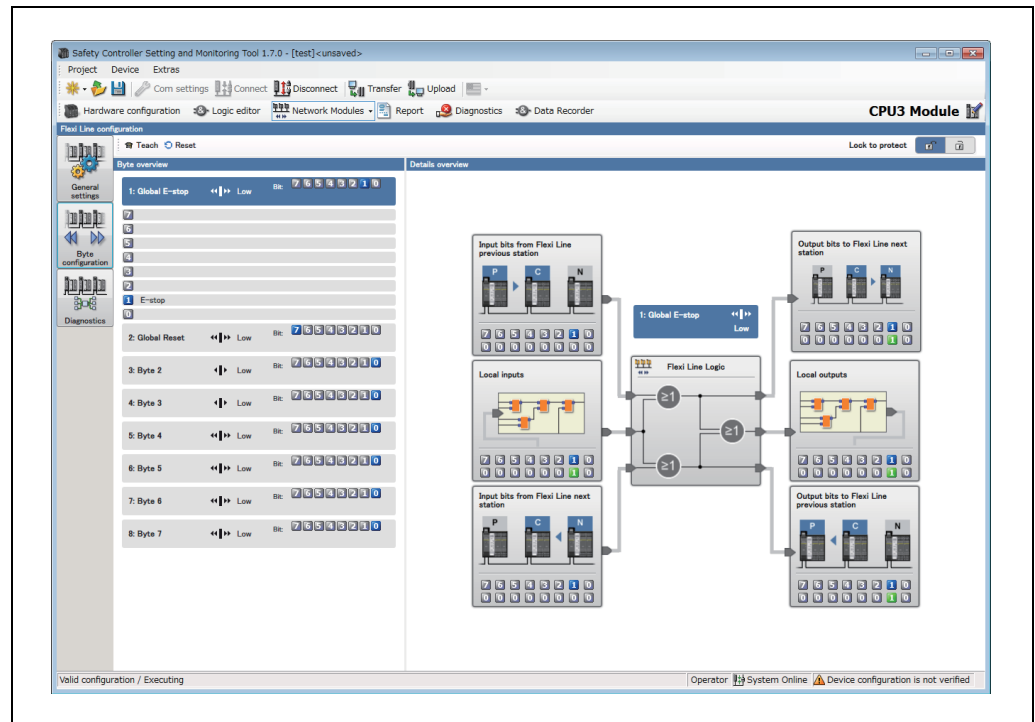 Safety Controller Setting and Monitoring Tool 1.7.0 - [test]<unsaved>
Project Device Extras
Com settings Connect Disconnect Transfer Upload
Hardware configuration Logic editor Network Modules Report Diagnostics Data Recorder CPU3 Module
Flexi Line configuration
Teach Reset Lock to protect
Byte overview Details overview
General settings
Byte configuration
Diagnostics
1: Global E-stop Low Bit: 7 6 5 4 3 2 1 0
7
6
5
4
3
2
1 E-stop
0
2: Global Reset Low Bit: 7 6 5 4 3 2 1 0
3: Byte 2 Low Bit: 7 6 5 4 3 2 1 0
4: Byte 3 Low Bit: 7 6 5 4 3 2 1 0
5: Byte 4 Low Bit: 7 6 5 4 3 2 1 0
6: Byte 5 Low Bit: 7 6 5 4 3 2 1 0
7: Byte 6 Low Bit: 7 6 5 4 3 2 1 0
8: Byte 7 Low Bit: 7 6 5 4 3 2 1 0
Input bits from Flexi Line
previous station
P C N
7 6 5 4 3 2 1 0
0 0 0 0 0 0 0 0
Local inputs
7 6 5 4 3 2 1 0
0 0 0 0 0 0 1 0
Input bits from Flexi Line next
station
P C N
7 6 5 4 3 2 1 0
0 0 0 0 0 0 0 0
1: Global E-stop
Low
Flexi Line Logic
≥1
≥1
≥1
Output bits to Flexi Line next
station
P C N
7 6 5 4 3 2 1 0
0 0 0 0 0 0 1 0
Local outputs
7 6 5 4 3 2 1 0
0 0 0 0 0 0 1 0
Output bits to Flexi Line
previous station
P C N
7 6 5 4 3 2 1 0
0 0 0 0 0 0 1 0
Valid configuration / Executing Operator System Online Device configuration is not verified